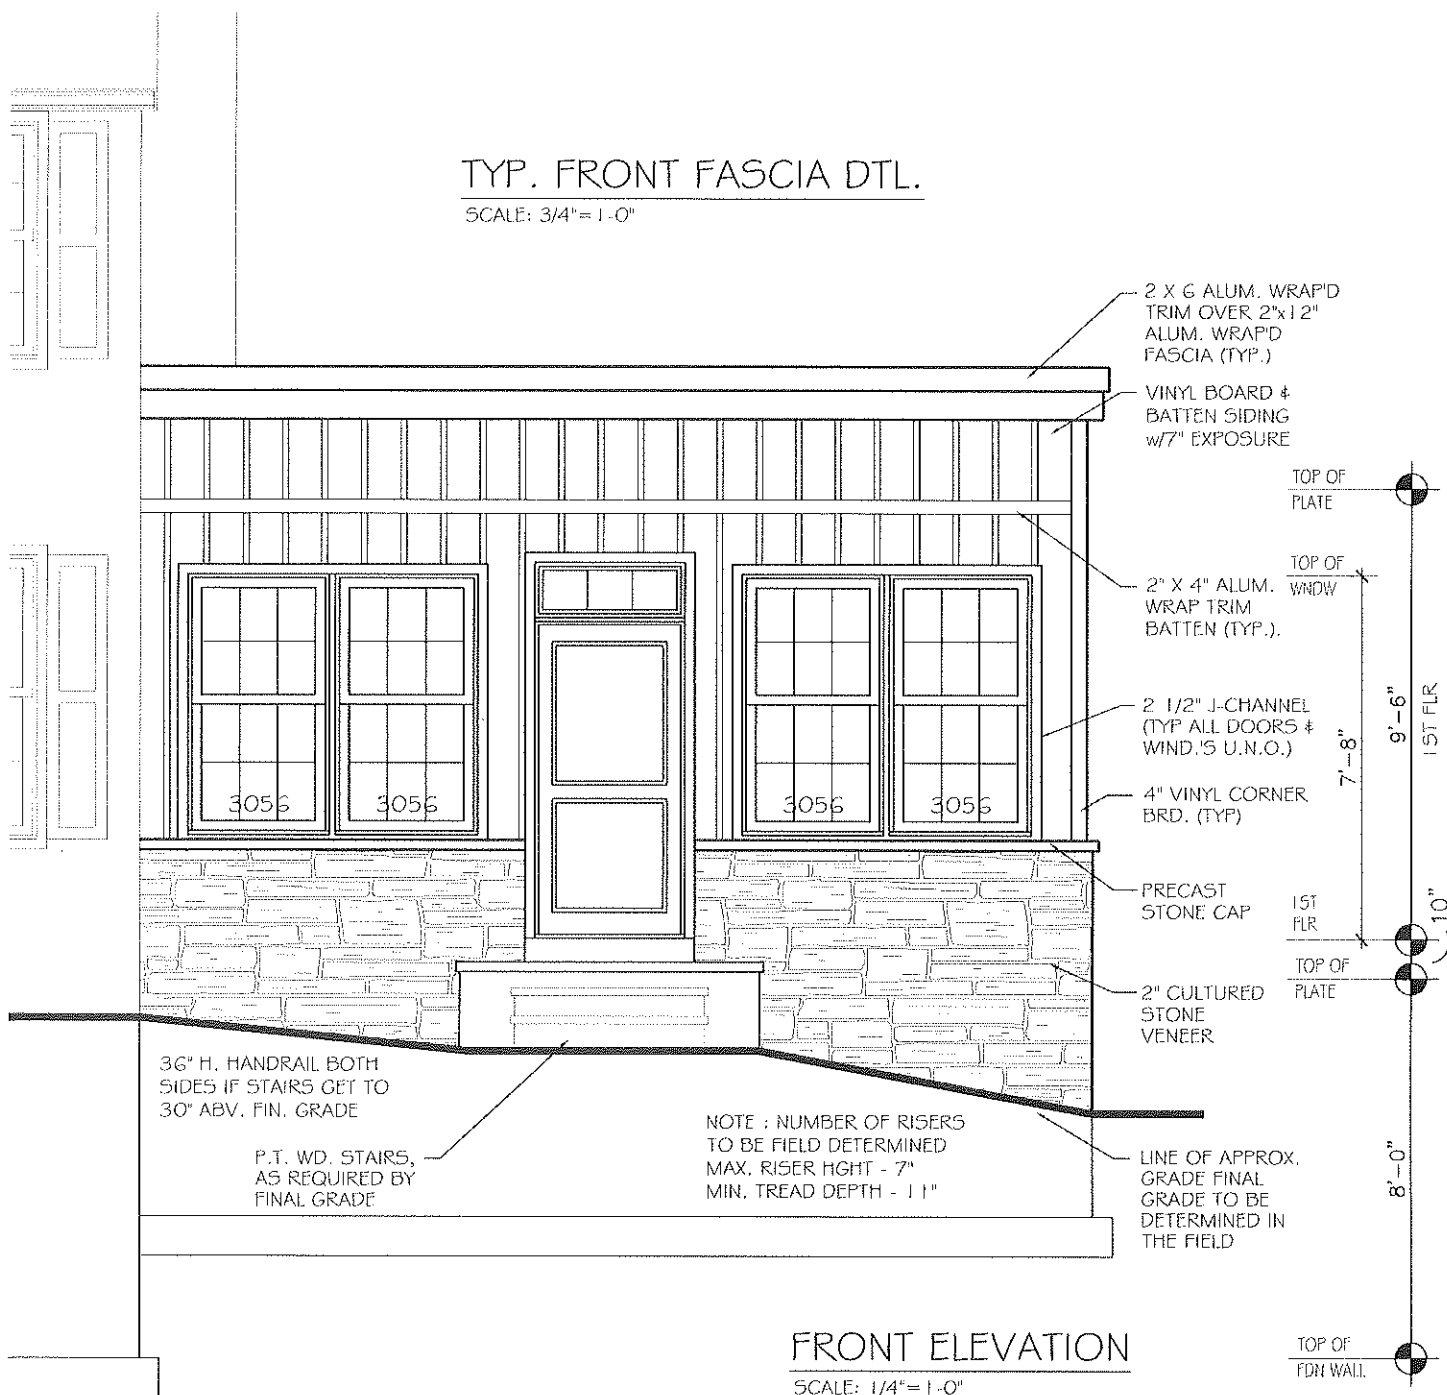 TYP. FRONT FASCIA DTL.
SCALE: 3/4"=1-0"
2 X 6 ALUM. WRAP'D
TRIM OVER 2"x12"
ALUM. WRAP'D
FASCIA (TYP.)
VINYL BOARD &
BATTEN SIDING
w/7" EXPOSURE
TOP OF
PLATE
TOP OF
WNDW
2" X 4" ALUM.
WRAP TRIM
BATTEN (TYP.).
2 1/2" J-CHANNEL
(TYP ALL DOORS &
WIND.'S U.N.O.)
7'-8"
9'-6"
1ST FLR
3056
3056
3056
3056
4" VINYL CORNER
BRD. (TYP)
PRECAST
STONE CAP
1ST
FLR
10"
TOP OF
PLATE
2" CULTURED
STONE
VENEER
36" H. HANDRAIL BOTH
SIDES IF STAIRS GET TO
30" ABV. FIN. GRADE
P.T. WD. STAIRS,
AS REQUIRED BY
FINAL GRADE
NOTE : NUMBER OF RISERS
TO BE FIELD DETERMINED
MAX. RISER HGHT - 7"
MIN. TREAD DEPTH - 11"
LINE OF APPROX.
GRADE FINAL
GRADE TO BE
DETERMINED IN
THE FIELD
8'-0"
FRONT ELEVATION
SCALE: 1/4"=1-0"
TOP OF
FDN WALL